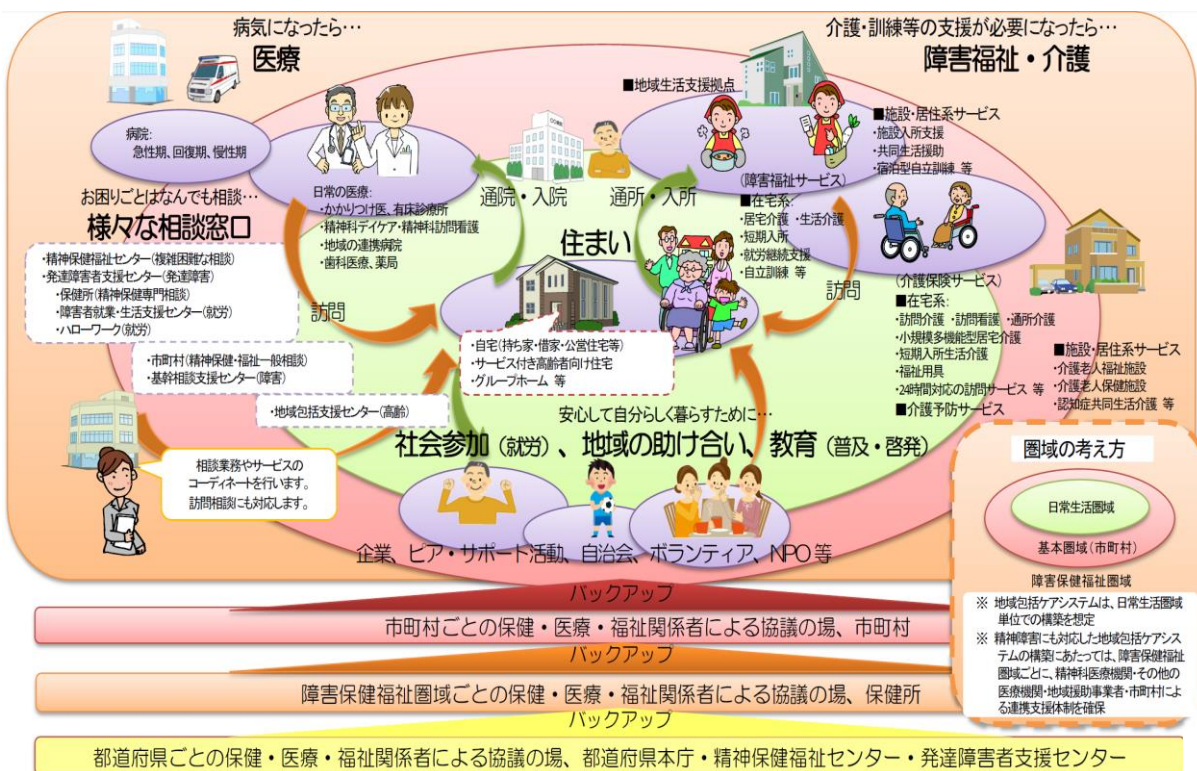 病気になったら…
医療
介護・訓練等の支援が必要になったら…
障害福祉・介護
病院:
急性期、回復期、慢性期
日常の医療:
・かかりつけ医、有床診療所
・精神科デイケア・精神科訪問看護
・地域の連携病院
・歯科医療、薬局
■地域生活支援拠点
■施設・居住系サービス
・施設入所支援
・共同生活援助
・宿泊型自立訓練 等
(障害福祉サービス)
■在宅系:
・居宅介護 ・生活介護
・短期入所
・就労継続支援
・自立訓練 等
通院・入院
通所・入所
お困りごとはなんでも相談…
様々な相談窓口
・精神保健福祉センター(複雑困難な相談)
・発達障害者支援センター(発達障害)
・保健所(精神保健専門相談)
・障害者就業・生活支援センター(就労)
・ハローワーク(就労)
・市町村(精神保健・福祉一般相談)
・基幹相談支援センター(障害)
・地域包括支援センター(高齢)
訪問
住まい
訪問
・自宅(持ち家・借家・公営住宅等)
・サービス付き高齢者向け住宅
・グループホーム 等
(介護保険サービス)
■在宅系:
・訪問介護 ・訪問看護 ・通所介護
・小規模多機能型居宅介護
・短期入所生活介護
・福祉用具
・24時間対応の訪問サービス 等
■介護予防サービス
■施設・居住系サービス
・介護老人福祉施設
・介護老人保健施設
・認知症共同生活介護 等
相談業務やサービスの
コーディネートを行います。
訪問相談にも対応します。
安心して自分らしく暮らすために…
社会参加(就労)、地域の助け合い、教育(普及・啓発)
企業、ピア・サポート活動、自治会、ボランティア、NPO 等
圏域の考え方
日常生活圏域
基本圏域(市町村)
障害保健福祉圏域
※ 地域包括ケアシステムは、日常生活圏域
単位での構築を想定
※ 精神障害にも対応した地域包括ケアシス
テムの構築にあたっては、障害保健福祉
圏域ごとに、精神科医療機関・その他の
医療機関・地域援助事業者・市町村によ
る連携支援体制を確保
バックアップ
市町村ごとの保健・医療・福祉関係者による協議の場、市町村
バックアップ
障害保健福祉圏域ごとの保健・医療・福祉関係者による協議の場、保健所
バックアップ
都道府県ごとの保健・医療・福祉関係者による協議の場、都道府県本庁・精神保健福祉センター・発達障害者支援センター